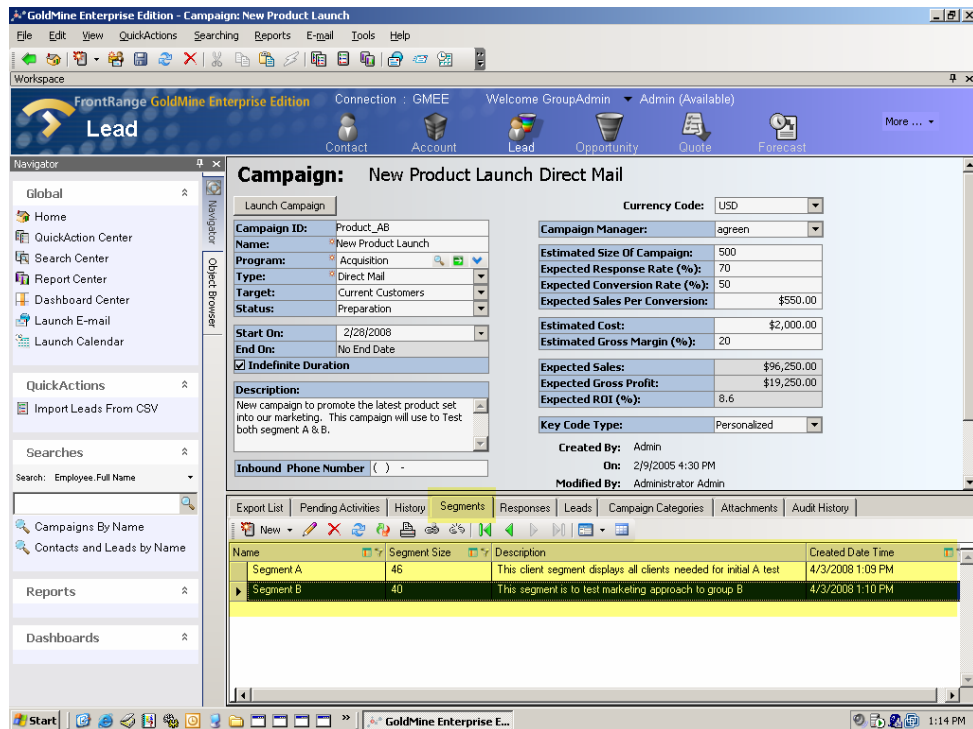 GoldMine Enterprise Edition - Campaign: New Product Launch
File Edit View QuickActions Searching Reports E-mail Tools Help
Workspace
FrontRange GoldMine Enterprise Edition Connection : GMEE Welcome GroupAdmin Admin (Available)
Lead
Contact Account Lead Opportunity Quote Forecast
More ...
Navigator
Global
Home
QuickAction Center
Search Center
Report Center
Dashboard Center
Launch E-mail
Launch Calendar
QuickActions
Import Leads From CSV
Searches
Search: Employee.Full Name
Campaigns By Name
Contacts and Leads by Name
Reports
Dashboards
Navigator
Object Browser
Campaign: New Product Launch Direct Mail
Launch Campaign
Campaign ID: Product_AB
Name: New Product Launch
Program: Acquisition
Type: Direct Mail
Target: Current Customers
Status: Preparation
Start On: 2/28/2008
End On: No End Date
Indefinite Duration
Description:
New campaign to promote the latest product set
into our marketing. This campaign will use to Test
both segment A & B.
Inbound Phone Number ( ) -
Currency Code: USD
Campaign Manager: agreen
Estimated Size Of Campaign: 500
Expected Response Rate (%): 70
Expected Conversion Rate (%): 50
Expected Sales Per Conversion: $550.00
Estimated Cost: $2,000.00
Estimated Gross Margin (%): 20
Expected Sales: $96,250.00
Expected Gross Profit: $19,250.00
Expected ROI (%): 8.6
Key Code Type: Personalized
Created By: Admin
On: 2/9/2005 4:30 PM
Modified By: Administrator Admin
Export List Pending Activities History Segments Responses Leads Campaign Categories Attachments Audit History
New
Name Segment Size Description Created Date Time
Segment A 46 This client segment displays all clients needed for initial A test 4/3/2008 1:09 PM
Segment B 40 This segment is to test marketing approach to group B 4/3/2008 1:10 PM
Start GoldMine Enterprise E... 1:14 PM